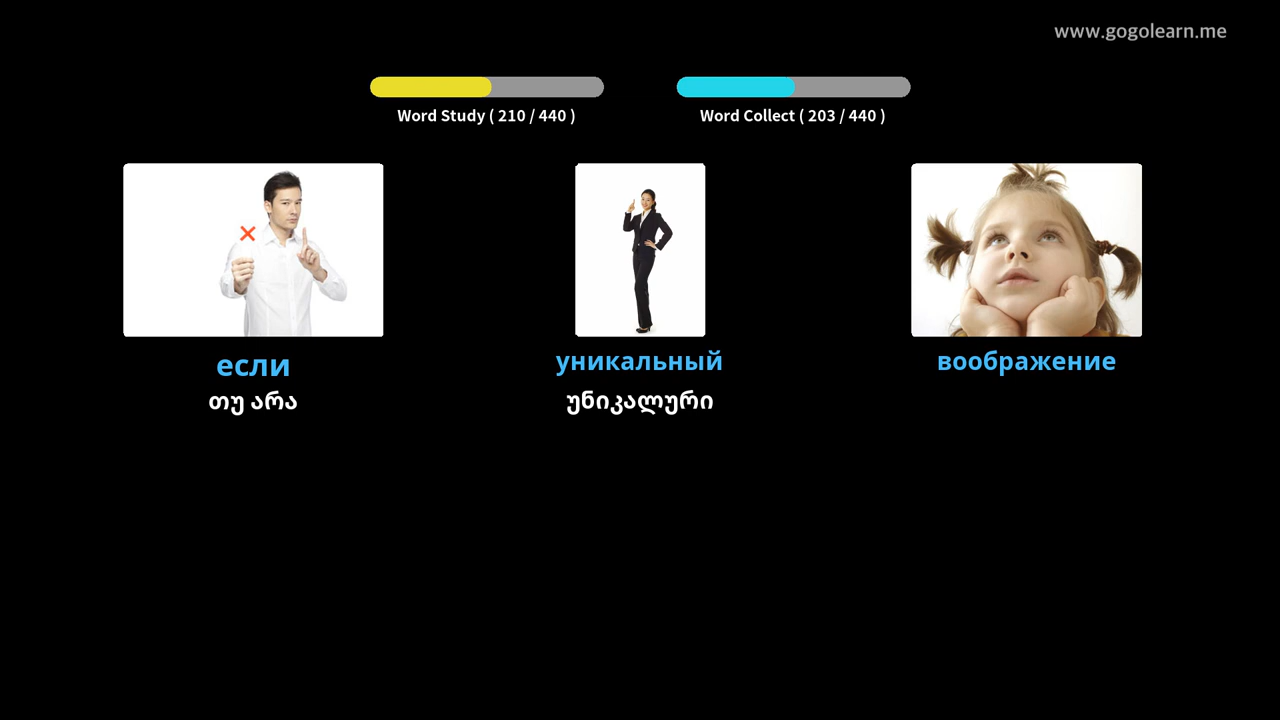 www.gogolearn.me
Word Study ( 210 / 440 )
Word Collect ( 203 / 440 )
если
уникальный
воображение
თუ არა
უნიკალური